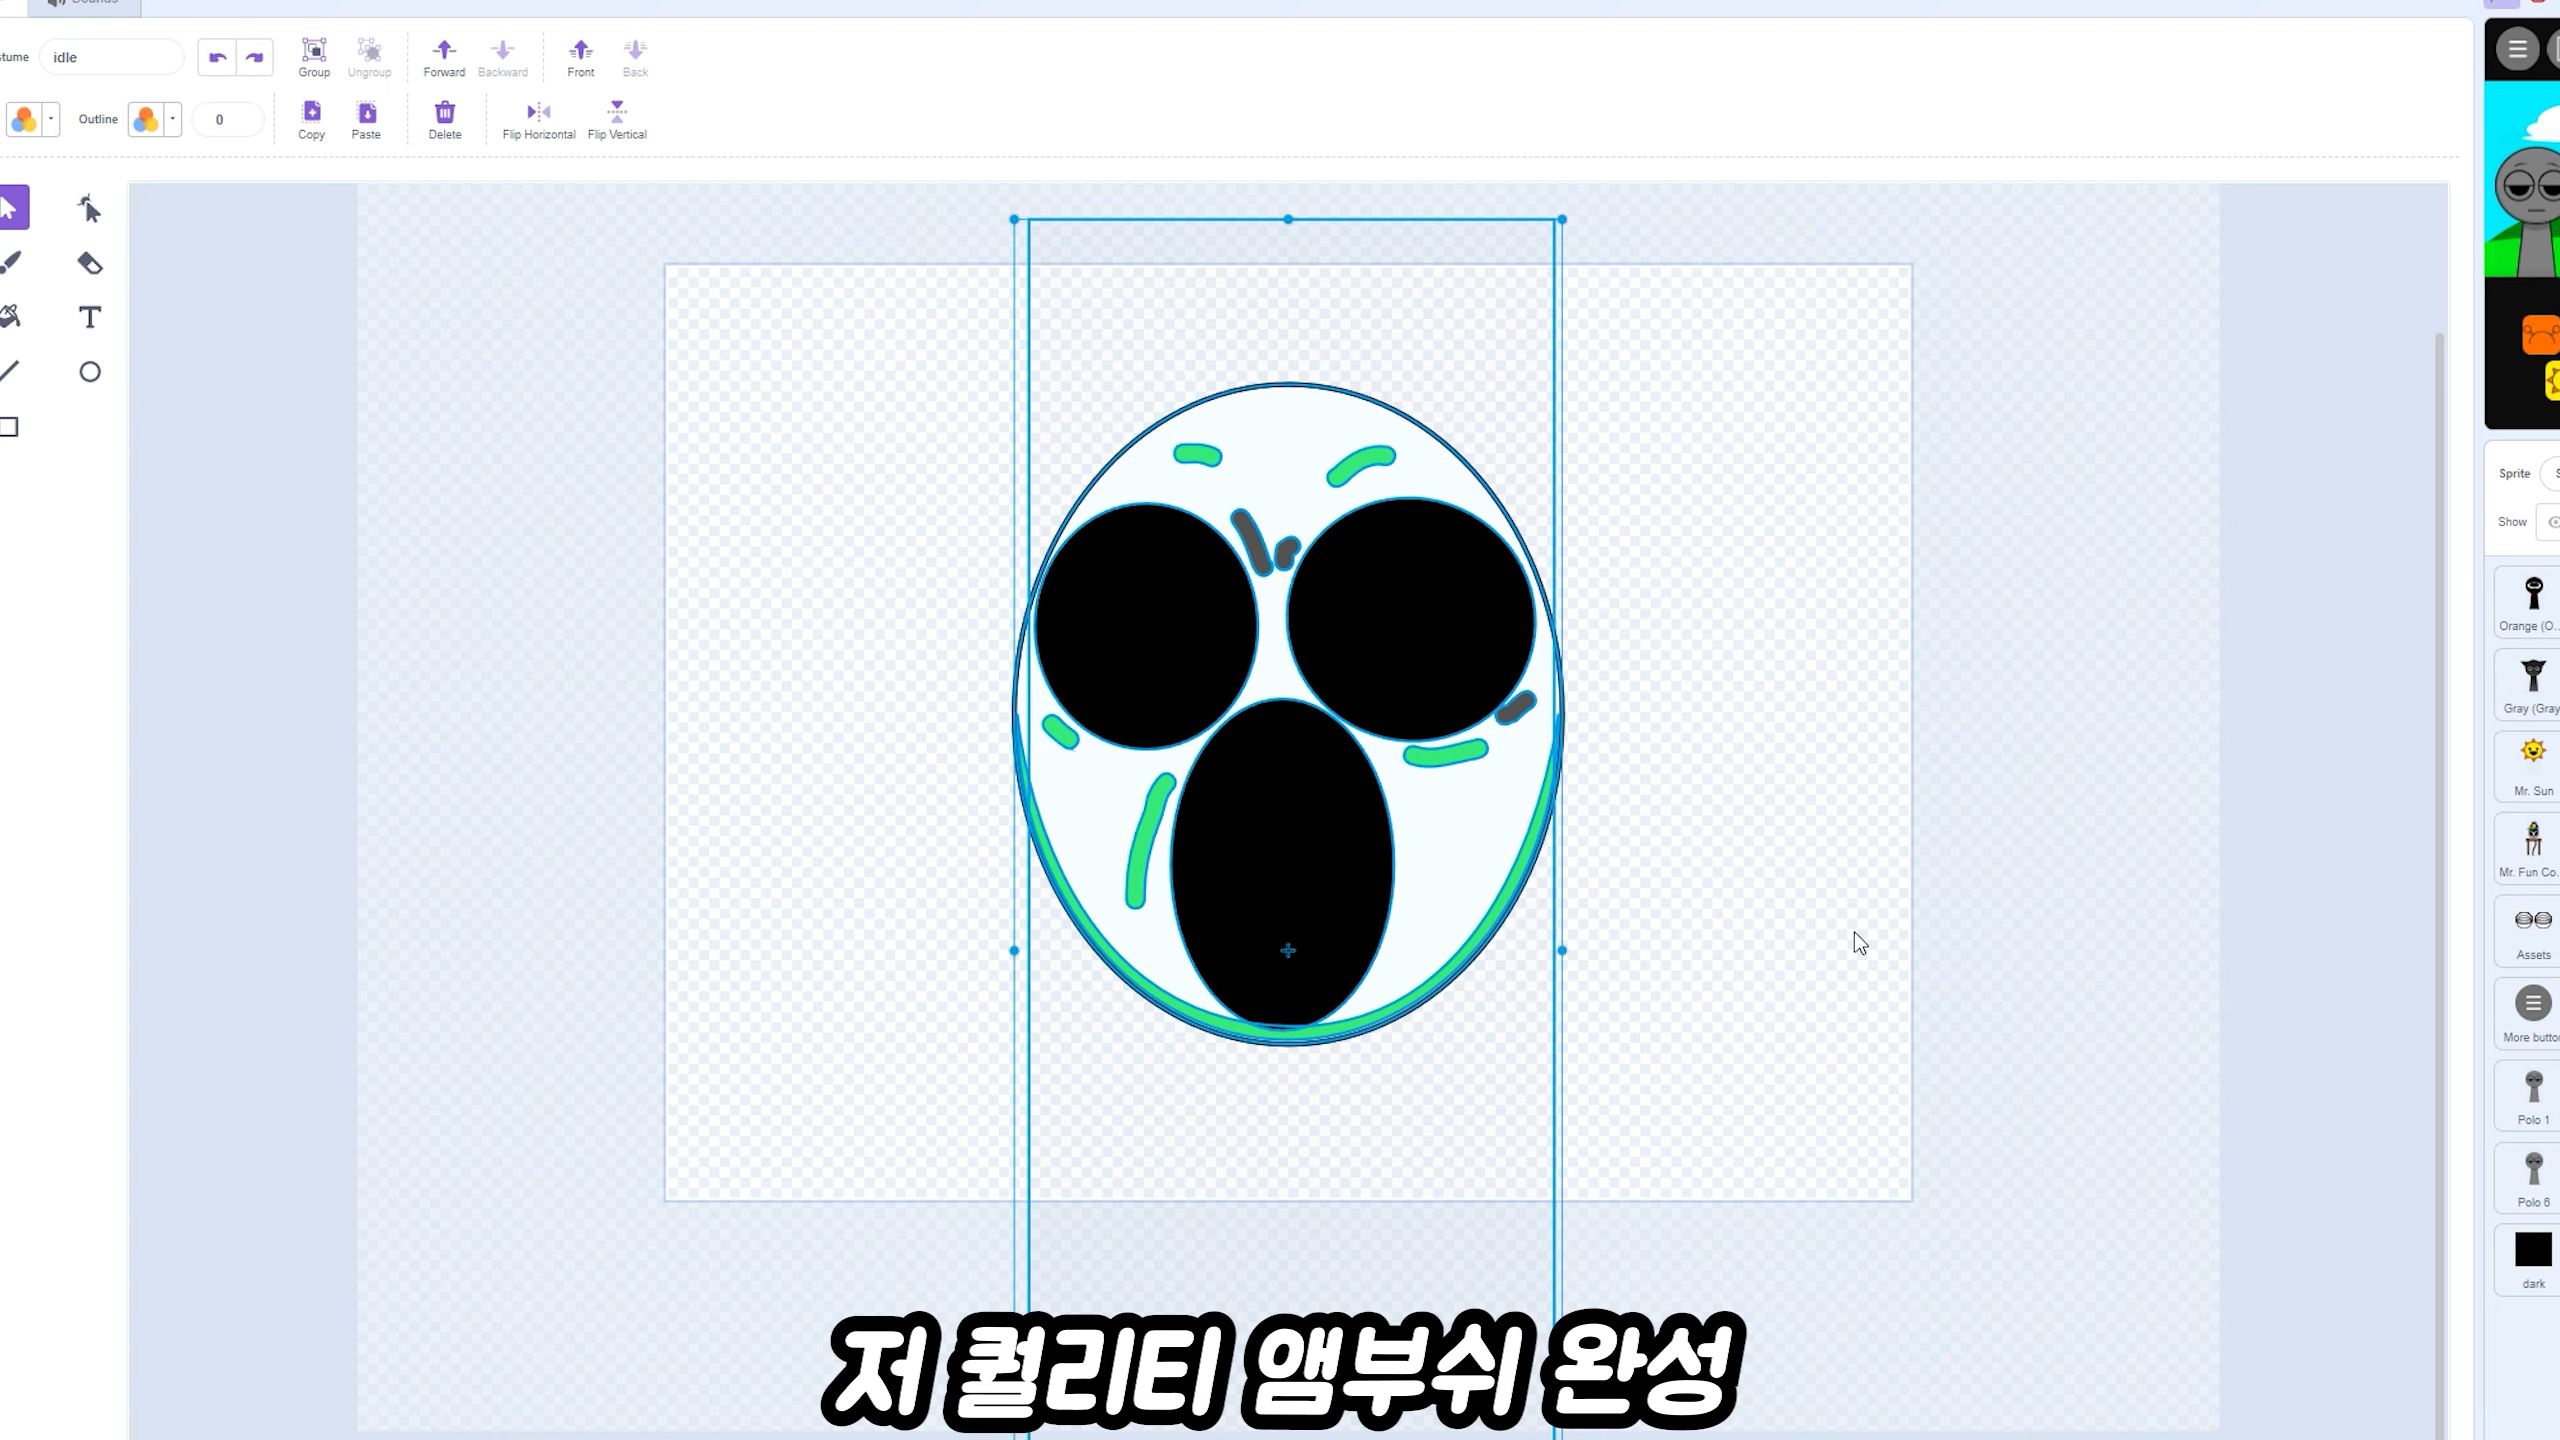 Sounds
idle
Group
Ungroup
Forward
Backward
Front
Back
Outline
0
Copy
Paste
Delete
Flip Horizontal
Flip Vertical
T
Sprite
Show
Orange (O...
Gray (Gray
Mr. Sun
Mr. Fun Co...
Assets
More butto
Polo 1
Polo 6
dark
저 퀄리티 앰부쉬 완성